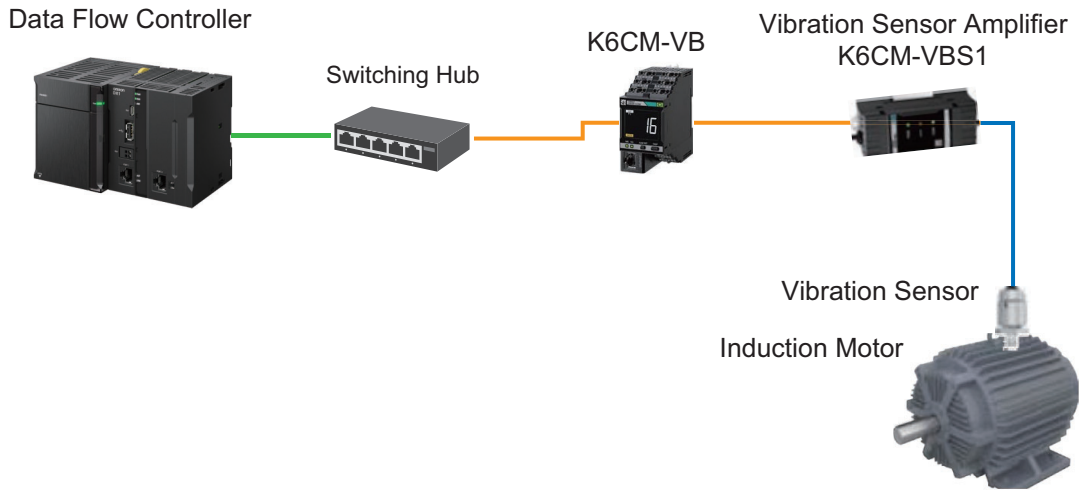 Data Flow Controller
Switching Hub
K6CM-VB
Vibration Sensor Amplifier
K6CM-VBS1
16
Vibration Sensor
Induction Motor